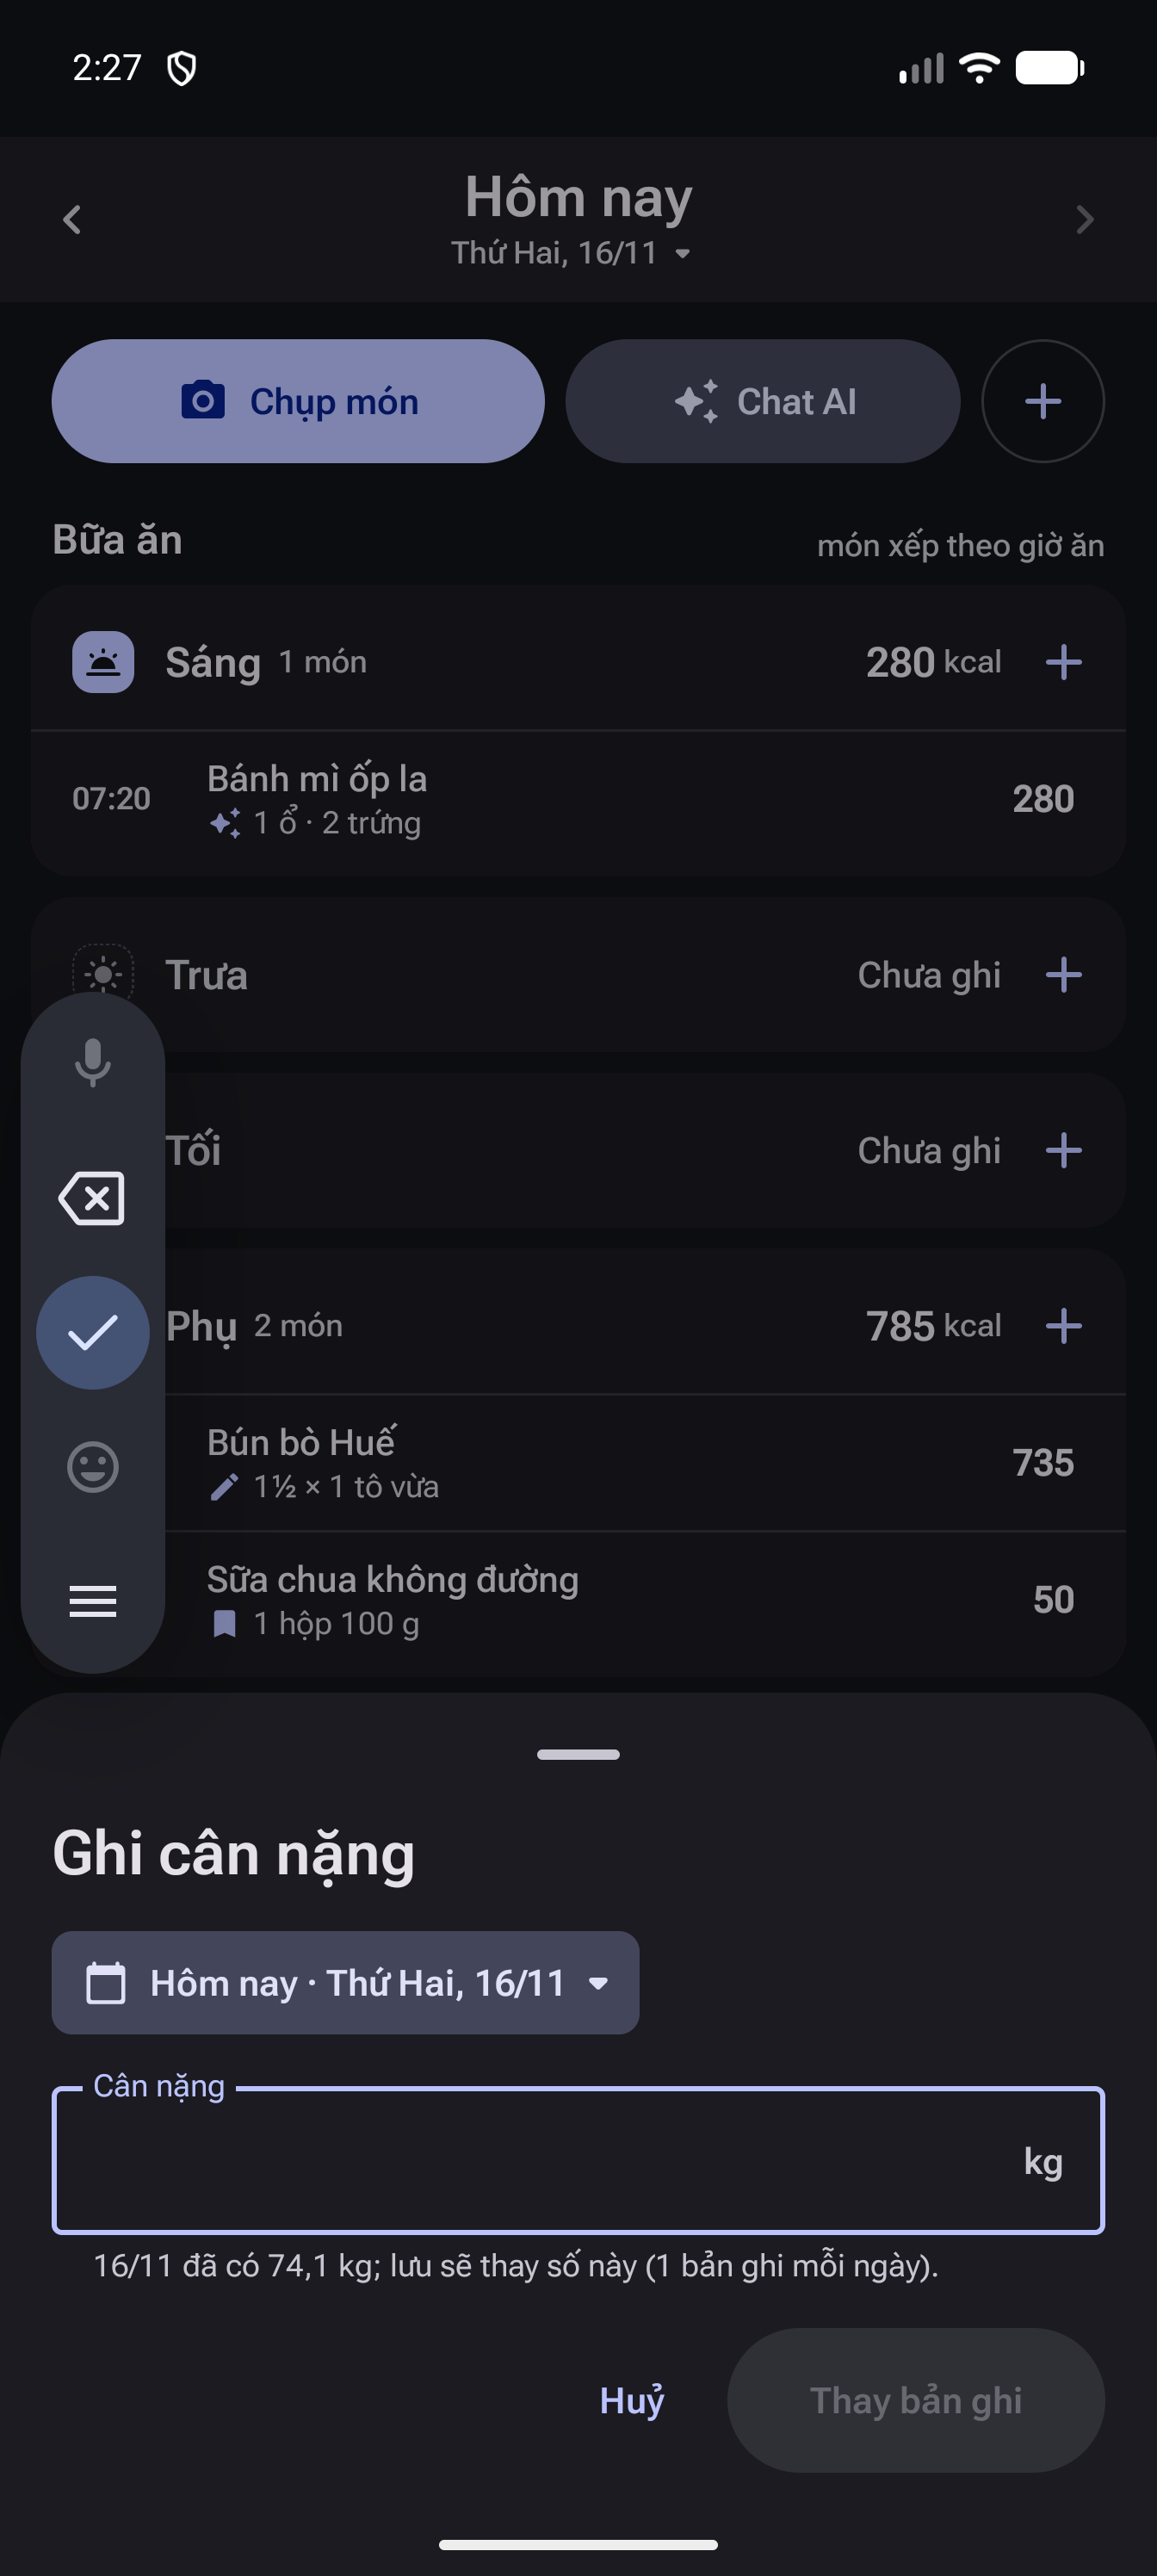 2:27
Hôm nay
Thứ Hai, 16/11
Chụp món
Chat AI
Bữa ăn
món xếp theo giờ ăn
Sáng 1 món 280 kcal
07:20 Bánh mì ốp la 280
1 ổ · 2 trứng
Trưa Chưa ghi
Tối Chưa ghi
Phụ 2 món 785 kcal
Bún bò Huế 735
1½ × 1 tô vừa
Sữa chua không đường 50
1 hộp 100 g
Ghi cân nặng
Hôm nay · Thứ Hai, 16/11
Cân nặng
kg
16/11 đã có 74,1 kg; lưu sẽ thay số này (1 bản ghi mỗi ngày).
Huỷ
Thay bản ghi